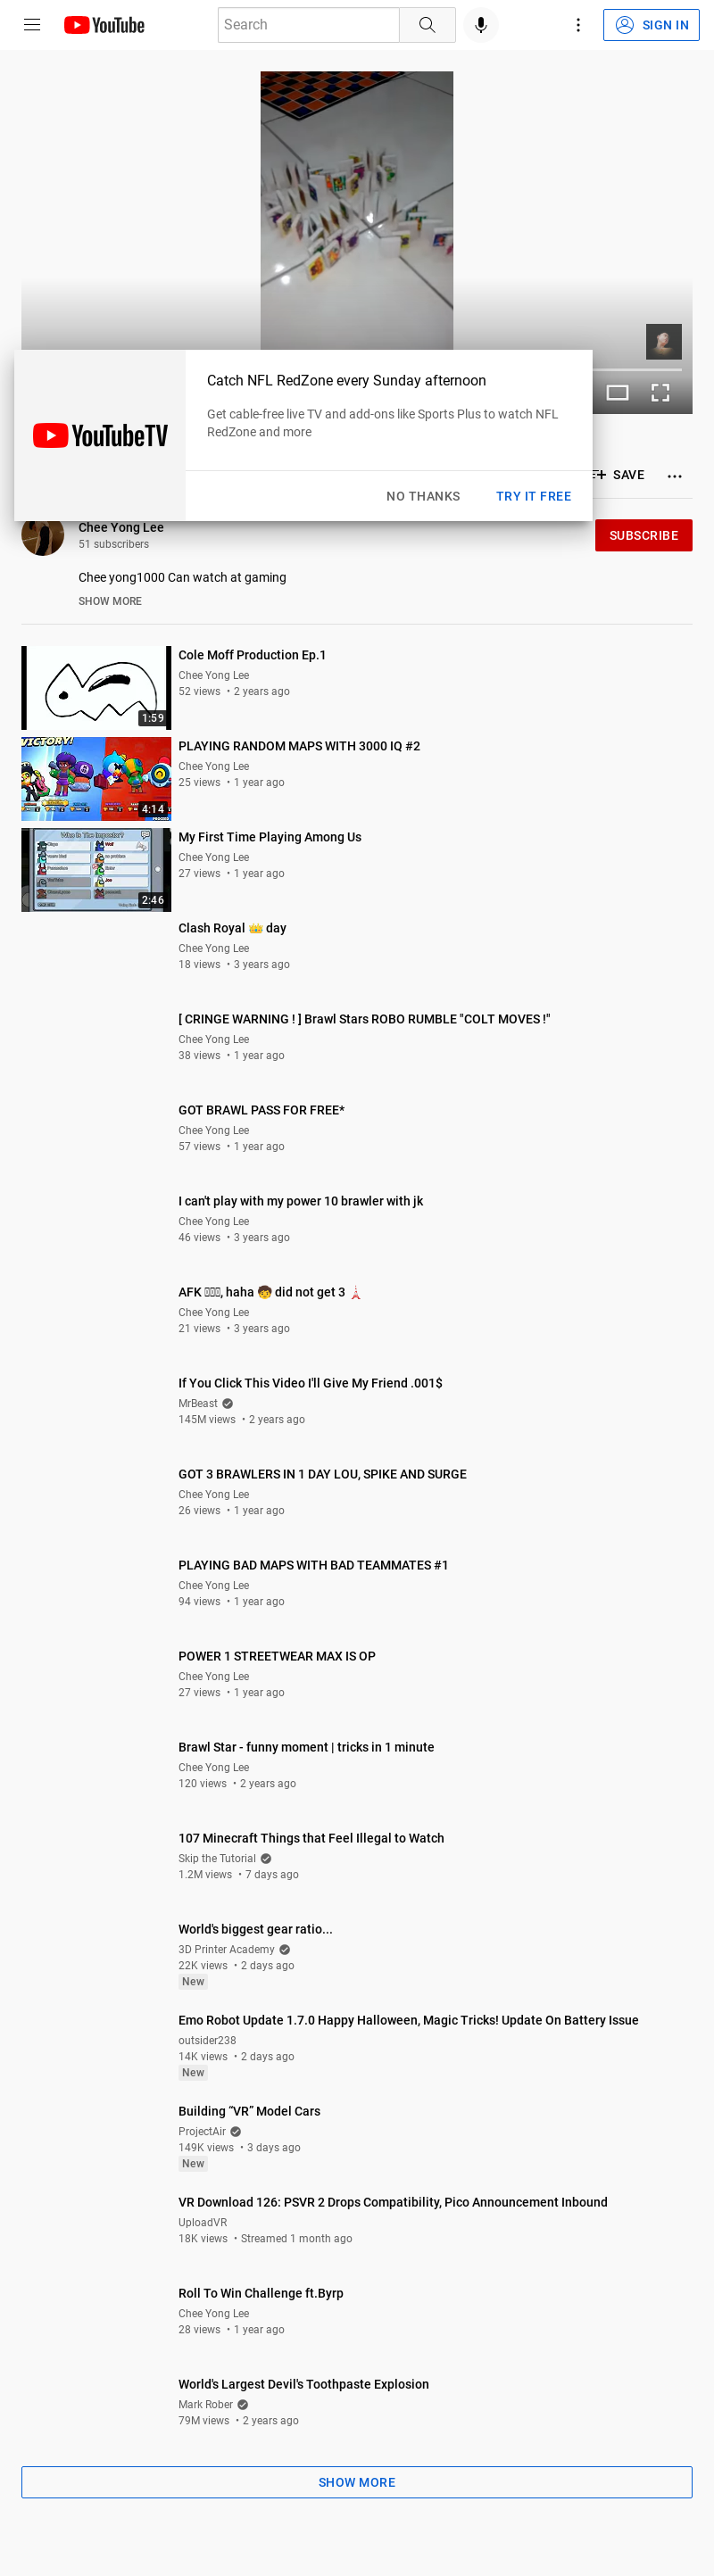 YouTube
Search
SIGN IN
YouTubeTV
Catch NFL RedZone every Sunday afternoon
Get cable-free live TV and add-ons like Sports Plus to watch NFL
RedZone and more
NO THANKS
TRY IT FREE
SAVE
Chee Yong Lee
51 subscribers
SUBSCRIBE
Chee yong1000 Can watch at gaming
SHOW MORE
1:59
Cole Moff Production Ep.1
Chee Yong Lee
52 views • 2 years ago
VICTORY!
4:14
PLAYING RANDOM MAPS WITH 3000 IQ #2
Chee Yong Lee
25 views • 1 year ago
Who Is The Impostor?
2:46
My First Time Playing Among Us
Chee Yong Lee
27 views • 1 year ago
Clash Royal 👑 day
Chee Yong Lee
18 views • 3 years ago
[ CRINGE WARNING ! ] Brawl Stars ROBO RUMBLE "COLT MOVES !"
Chee Yong Lee
38 views • 1 year ago
GOT BRAWL PASS FOR FREE*
Chee Yong Lee
57 views • 1 year ago
I can't play with my power 10 brawler with jk
Chee Yong Lee
46 views • 3 years ago
AFK , haha 🧒 did not get 3 🗼
Chee Yong Lee
21 views • 3 years ago
If You Click This Video I'll Give My Friend .001$
MrBeast
145M views • 2 years ago
GOT 3 BRAWLERS IN 1 DAY LOU, SPIKE AND SURGE
Chee Yong Lee
26 views • 1 year ago
PLAYING BAD MAPS WITH BAD TEAMMATES #1
Chee Yong Lee
94 views • 1 year ago
POWER 1 STREETWEAR MAX IS OP
Chee Yong Lee
27 views • 1 year ago
Brawl Star - funny moment | tricks in 1 minute
Chee Yong Lee
120 views • 2 years ago
107 Minecraft Things that Feel Illegal to Watch
Skip the Tutorial
1.2M views • 7 days ago
World's biggest gear ratio...
3D Printer Academy
22K views • 2 days ago
New
Emo Robot Update 1.7.0 Happy Halloween, Magic Tricks! Update On Battery Issue
outsider238
14K views • 2 days ago
New
Building “VR” Model Cars
ProjectAir
149K views • 3 days ago
New
VR Download 126: PSVR 2 Drops Compatibility, Pico Announcement Inbound
UploadVR
18K views • Streamed 1 month ago
Roll To Win Challenge ft.Byrp
Chee Yong Lee
28 views • 1 year ago
World's Largest Devil's Toothpaste Explosion
Mark Rober
79M views • 2 years ago
SHOW MORE